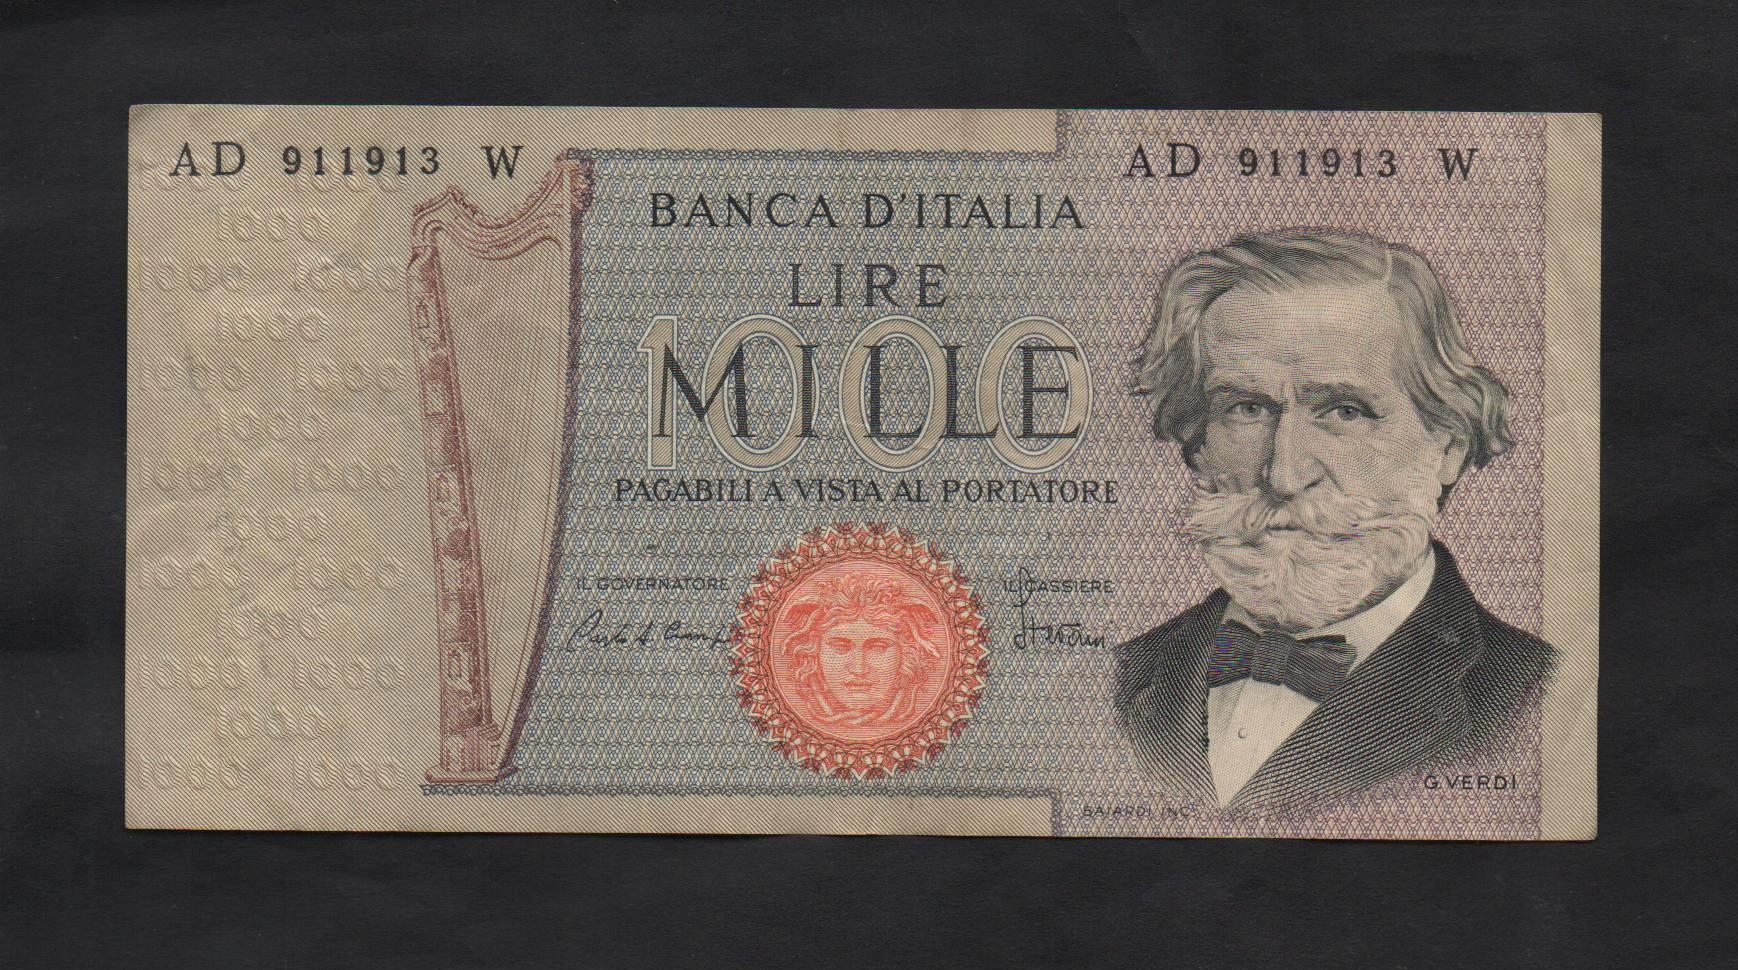 AD 911913 W
AD 911913 W
BANCA D'ITALIA
LIRE
1000
MILLE
PAGABILI A VISTA AL PORTATORE
IL GOVERNATORE
IL CASSIERE
G. VERDI
BAIARDI INC.